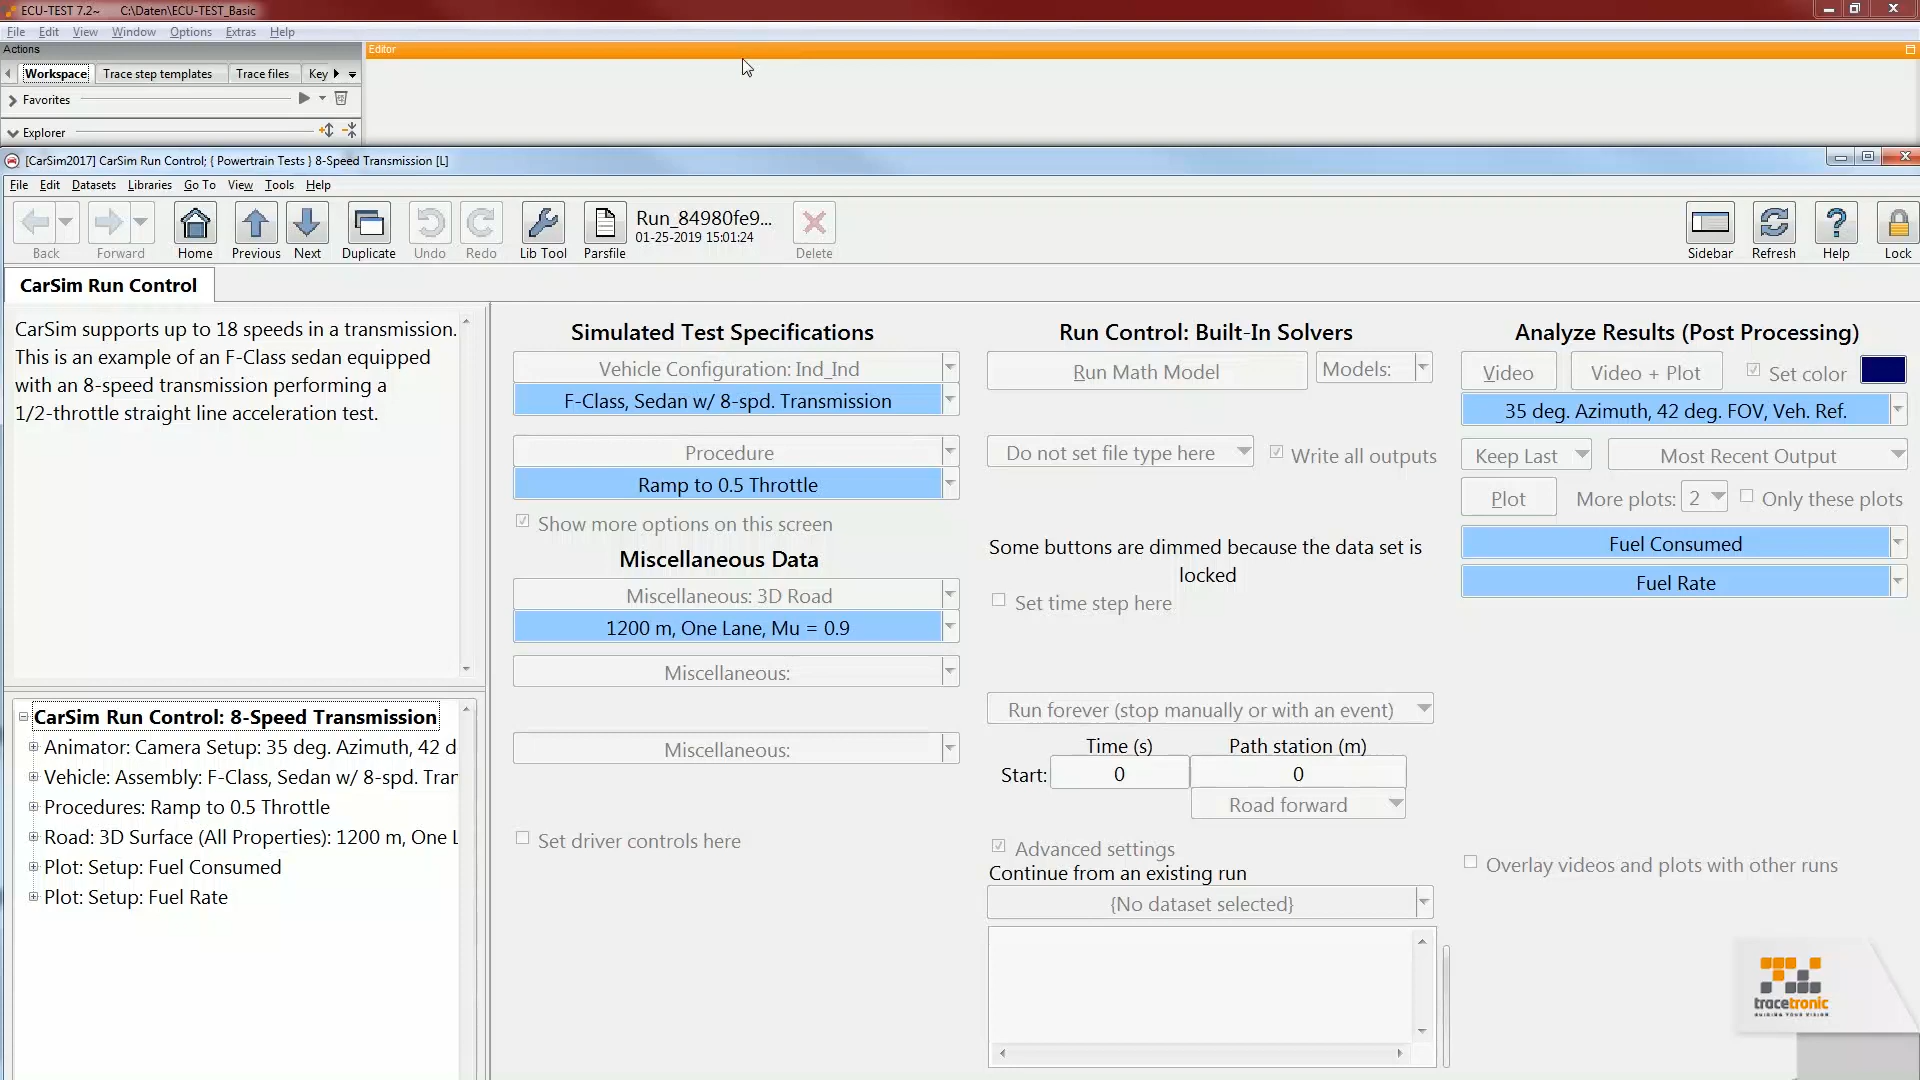 ECU-TEST 7.2~ C:\Daten\ECU-TEST_Basic
File Edit View Window Options Extras Help
Actions
Editor
Workspace Trace step templates Trace files Key
Favorites
Explorer
[CarSim2017] CarSim Run Control; { Powertrain Tests } 8-Speed Transmission [L]
File Edit Datasets Libraries Go To View Tools Help
Run_84980fe9...
01-25-2019 15:01:24
Back Forward Home Previous Next Duplicate Undo Redo Lib Tool Parsfile Delete Sidebar Refresh Help Lock
CarSim Run Control
CarSim supports up to 18 speeds in a transmission.
This is an example of an F-Class sedan equipped
with an 8-speed transmission performing a
1/2-throttle straight line acceleration test.
CarSim Run Control: 8-Speed Transmission
Animator: Camera Setup: 35 deg. Azimuth, 42 d
Vehicle: Assembly: F-Class, Sedan w/ 8-spd. Tran
Procedures: Ramp to 0.5 Throttle
Road: 3D Surface (All Properties): 1200 m, One L
Plot: Setup: Fuel Consumed
Plot: Setup: Fuel Rate
Simulated Test Specifications
Vehicle Configuration: Ind_Ind
F-Class, Sedan w/ 8-spd. Transmission
Procedure
Ramp to 0.5 Throttle
Show more options on this screen
Miscellaneous Data
Miscellaneous: 3D Road
1200 m, One Lane, Mu = 0.9
Miscellaneous:
Miscellaneous:
Set driver controls here
Run Control: Built-In Solvers
Run Math Model Models:
Do not set file type here Write all outputs
Some buttons are dimmed because the data set is
locked
Set time step here
Run forever (stop manually or with an event)
Time (s) Path station (m)
Start: 0 0
Road forward
Advanced settings
Continue from an existing run
{No dataset selected}
Analyze Results (Post Processing)
Video Video + Plot Set color
35 deg. Azimuth, 42 deg. FOV, Veh. Ref.
Keep Last Most Recent Output
Plot More plots: 2 Only these plots
Fuel Consumed
Fuel Rate
Overlay videos and plots with other runs
tracetronic
GUIDING YOUR VISION